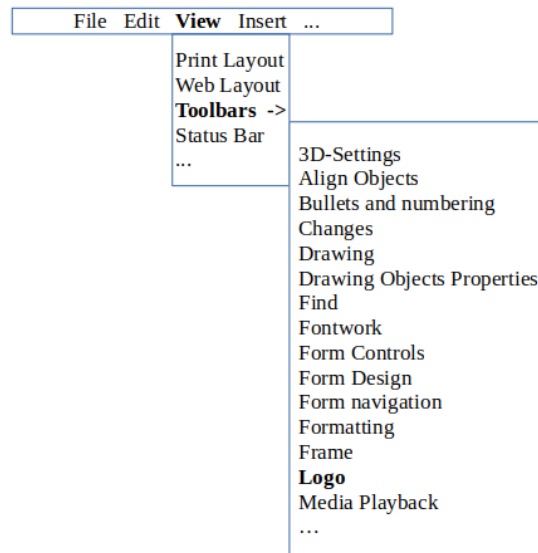 File Edit View Insert ...
Print Layout
Web Layout
Toolbars ->
Status Bar
...
3D-Settings
Align Objects
Bullets and numbering
Changes
Drawing
Drawing Objects Properties
Find
Fontwork
Form Controls
Form Design
Form navigation
Formatting
Frame
Logo
Media Playback
…